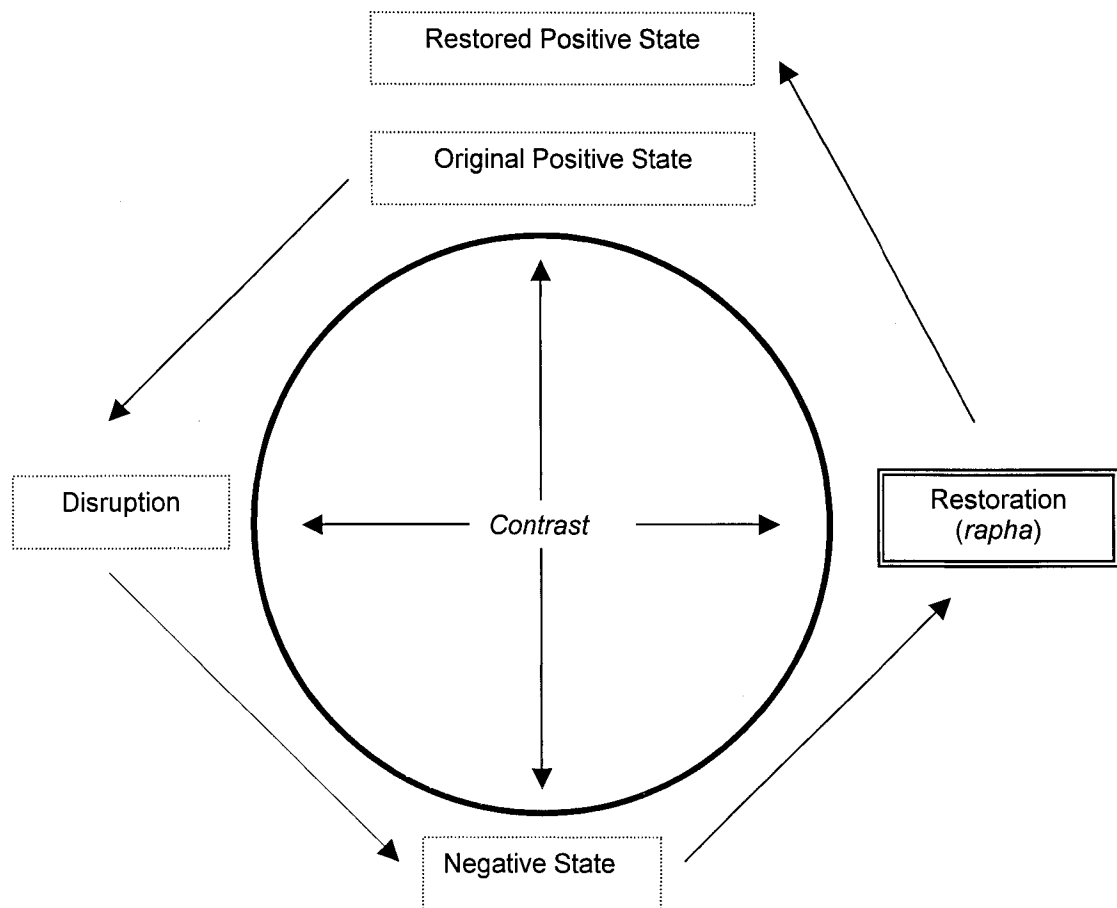 Restored Positive State
Original Positive State
Disruption
Contrast
Restoration
(rapha)
Negative State